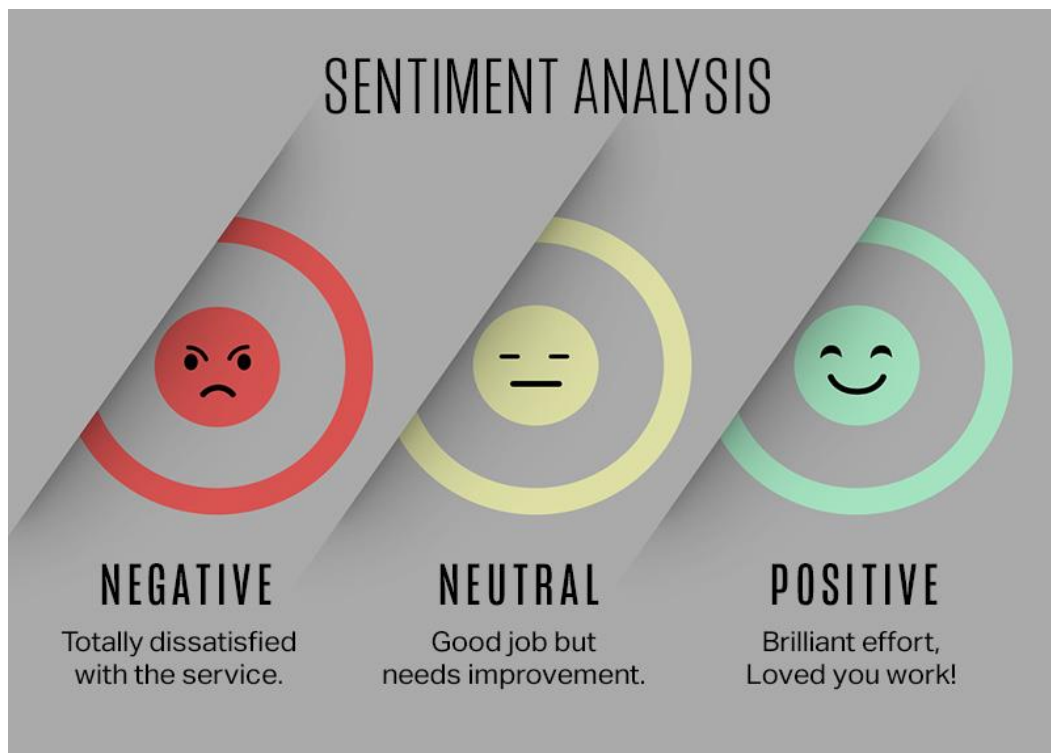 SENTIMENT ANALYSIS
NEGATIVE
Totally dissatisfied
with the service.
NEUTRAL
Good job but
needs improvement.
POSITIVE
Brilliant effort,
Loved you work!